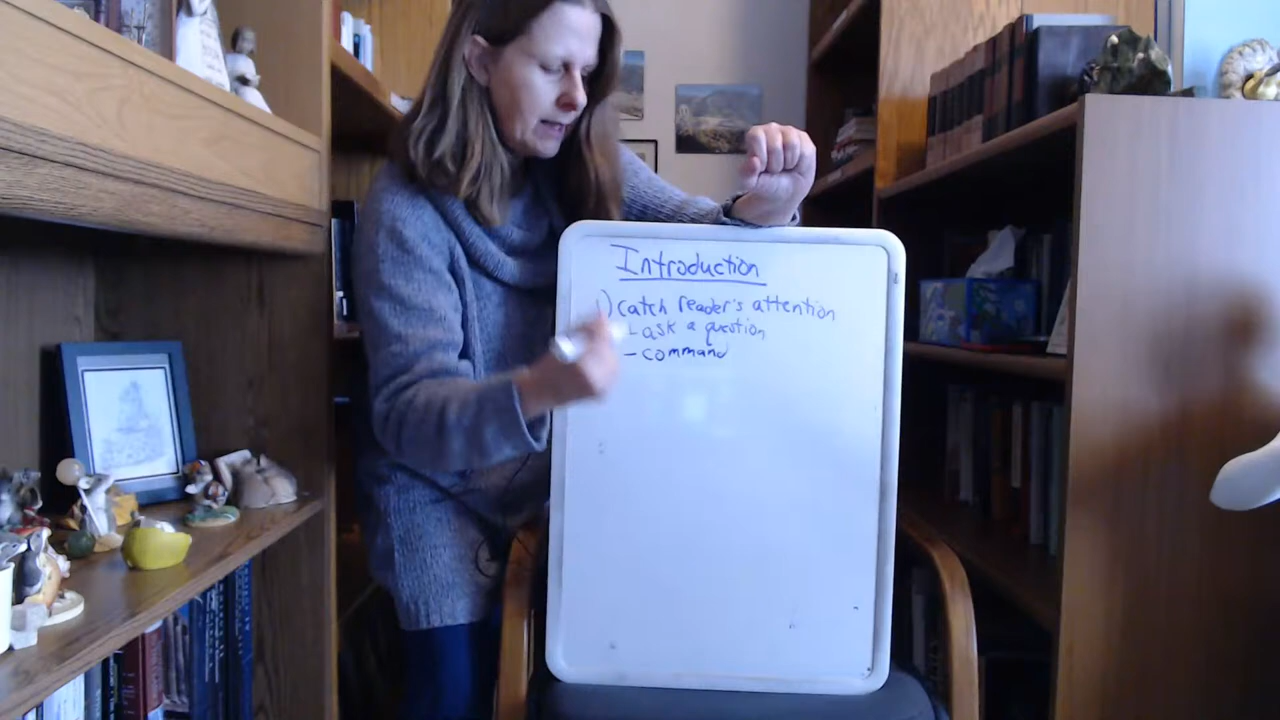 Introduction
1) catch reader's attention
- ask a question
- command